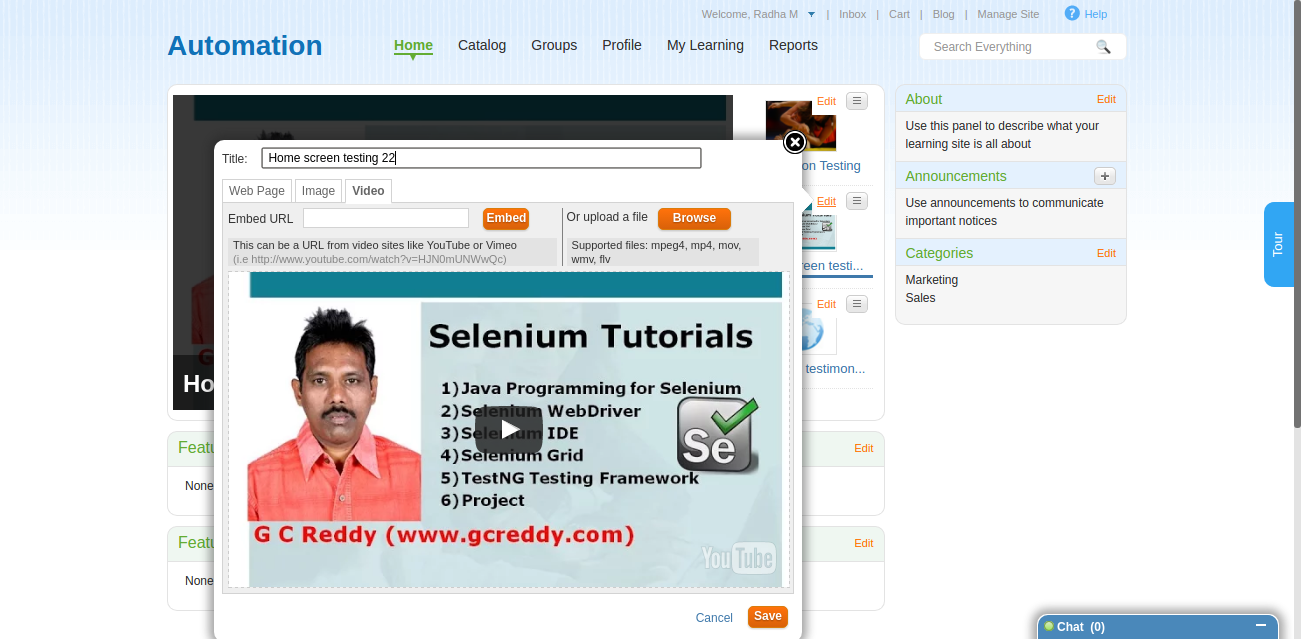 Welcome, Radha M | Inbox | Cart | Blog | Manage Site ? Help
Automation
Home Catalog Groups Profile My Learning Reports
Search Everything
Edit
on Testing
Edit
reen testi...
Edit
testimon...
About Edit
Use this panel to describe what your
learning site is all about
Announcements +
Use announcements to communicate
important notices
Categories Edit
Marketing
Sales
Tour
Title: Home screen testing 22
Web Page Image Video
Embed URL Embed Or upload a file Browse
This can be a URL from video sites like YouTube or Vimeo
(i.e http://www.youtube.com/watch?v=HJN0mUNWwQc)
Supported files: mpeg4, mp4, mov,
wmv, flv
Selenium Tutorials
1)Java Programming for Selenium
2)Selenium WebDriver
3)Selenium IDE
4)Selenium Grid
5)TestNG Testing Framework
6)Project
Se
G C Reddy (www.gcreddy.com)
YouTube
Cancel Save
Ho
Featu Edit
None
Featu Edit
None
Chat (0)